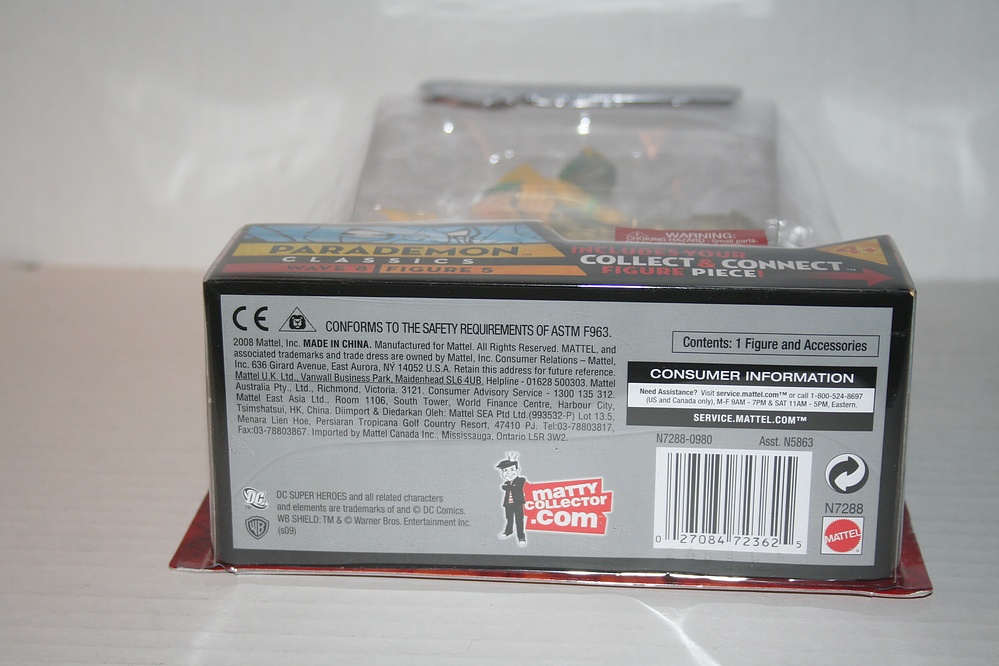 WARNING:
CHOKING HAZARD - Small parts.
PARADEMON™
CLASSICS
WAVE 8 FIGURE 5
INCLUDES YOUR
COLLECT & CONNECT™
FIGURE PIECE!
4+
CE
CONFORMS TO THE SAFETY REQUIREMENTS OF ASTM F963.
2008 Mattel, Inc. MADE IN CHINA. Manufactured for Mattel. All Rights Reserved. MATTEL, and
associated trademarks and trade dress are owned by Mattel, Inc. Consumer Relations – Mattel,
Inc. 636 Girard Avenue, East Aurora, NY 14052 U.S.A. Retain this address for future reference.
Mattel U.K. Ltd., Vanwall Business Park, Maidenhead SL6 4UB. Helpline - 01628 500303. Mattel
Australia Pty., Ltd., Richmond, Victoria. 3121. Consumer Advisory Service - 1300 135 312.
Mattel East Asia Ltd., Room 1106, South Tower, World Finance Centre, Harbour City,
Tsimshatsui, HK, China. Diimport & Diedarkan Oleh: Mattel SEA Ptd Ltd.(993532-P) Lot 13.5,
Menara Lien Hoe, Persiaran Tropicana Golf Country Resort, 47410 PJ. Tel:03-78803817,
Fax:03-78803867. Imported by Mattel Canada Inc., Mississauga, Ontario L5R 3W2.
Contents: 1 Figure and Accessories
CONSUMER INFORMATION
Need Assistance? Visit service.mattel.com™ or call 1-800-524-8697
(US and Canada only), M-F 9AM - 7PM & SAT 11AM - 5PM, Eastern.
SERVICE.MATTEL.COM™
N7288-0980 Asst. N5863
0 27084 72362 5
N7288
MATTEL
DC
DC SUPER HEROES and all related characters
and elements are trademarks of and © DC Comics.
WB SHIELD: TM & © Warner Bros. Entertainment Inc.
(s09)
WB
matty
COLLECTOR
.com